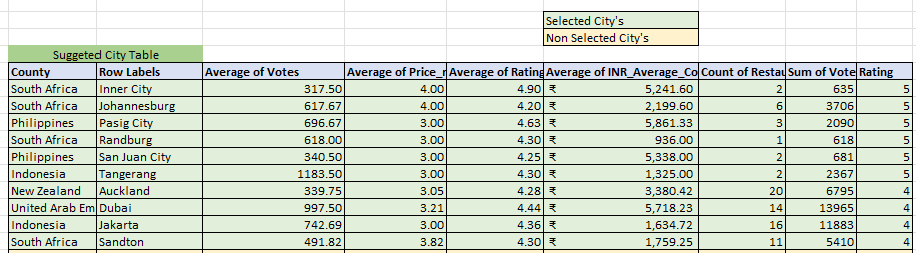 Selected City's
Non Selected City's
Suggeted City Table
County Row Labels Average of Votes Average of Price_r Average of Rating Average of INR_Average_Co Count of Restau Sum of Vote Rating
South Africa Inner City 317.50 4.00 4.90 ₹ 5,241.60 2 635 5
South Africa Johannesburg 617.67 4.00 4.20 ₹ 2,199.60 6 3706 5
Philippines Pasig City 696.67 3.00 4.63 ₹ 5,861.33 3 2090 5
South Africa Randburg 618.00 3.00 4.30 ₹ 936.00 1 618 5
Philippines San Juan City 340.50 3.00 4.25 ₹ 5,338.00 2 681 5
Indonesia Tangerang 1183.50 3.00 4.30 ₹ 1,325.00 2 2367 5
New Zealand Auckland 339.75 3.05 4.28 ₹ 3,380.42 20 6795 4
United Arab Em Dubai 997.50 3.21 4.44 ₹ 5,718.23 14 13965 4
Indonesia Jakarta 742.69 3.00 4.36 ₹ 1,634.72 16 11883 4
South Africa Sandton 491.82 3.82 4.30 ₹ 1,759.25 11 5410 4